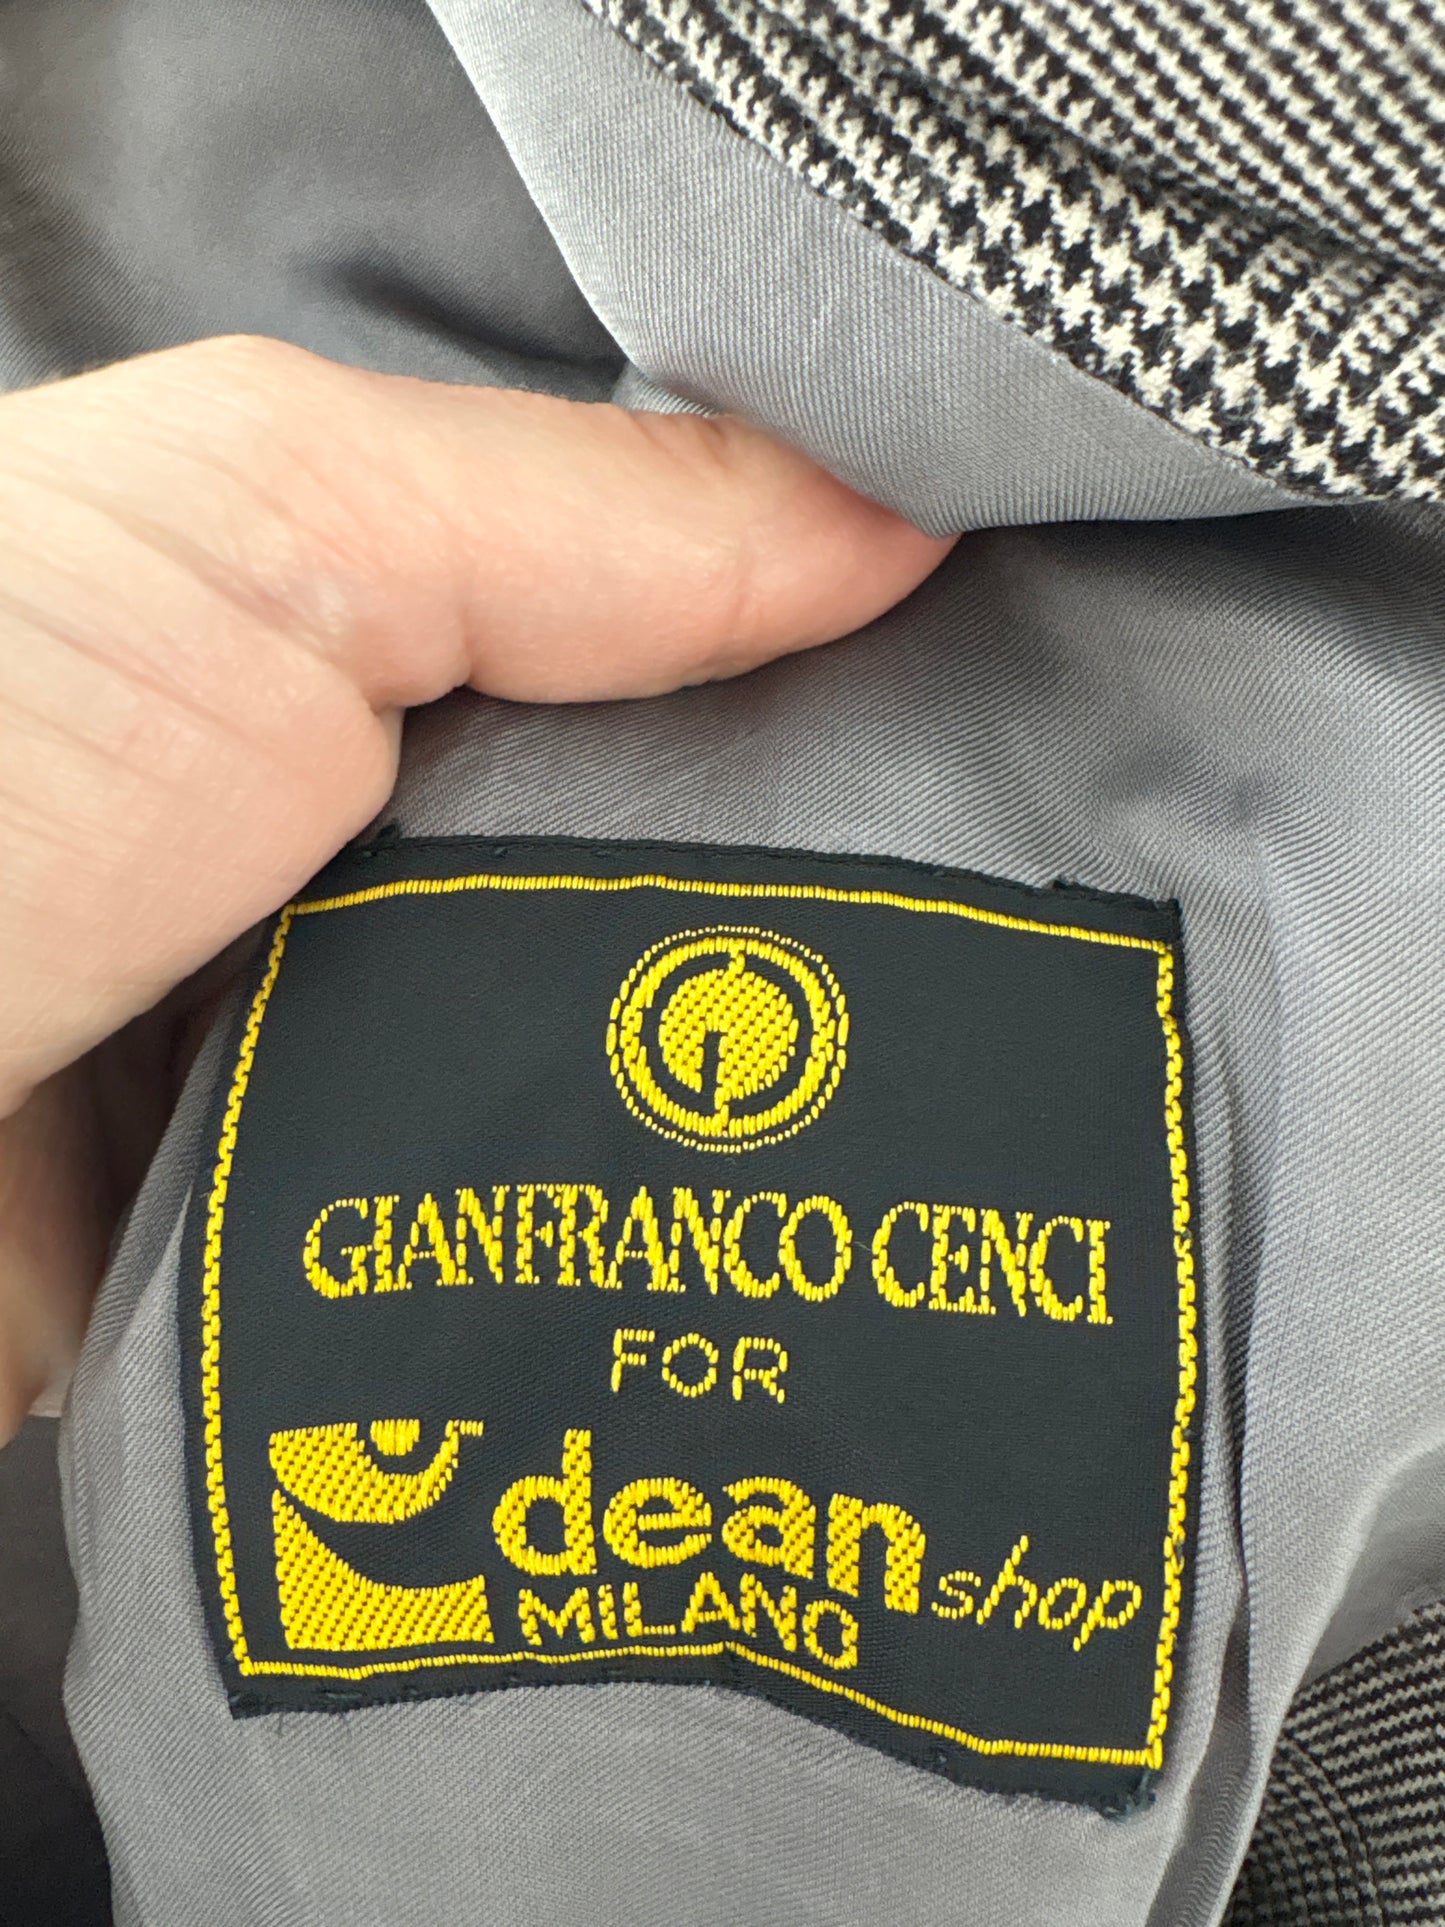 GIANFRANCO CENCI
FOR
dean shop
MILANO